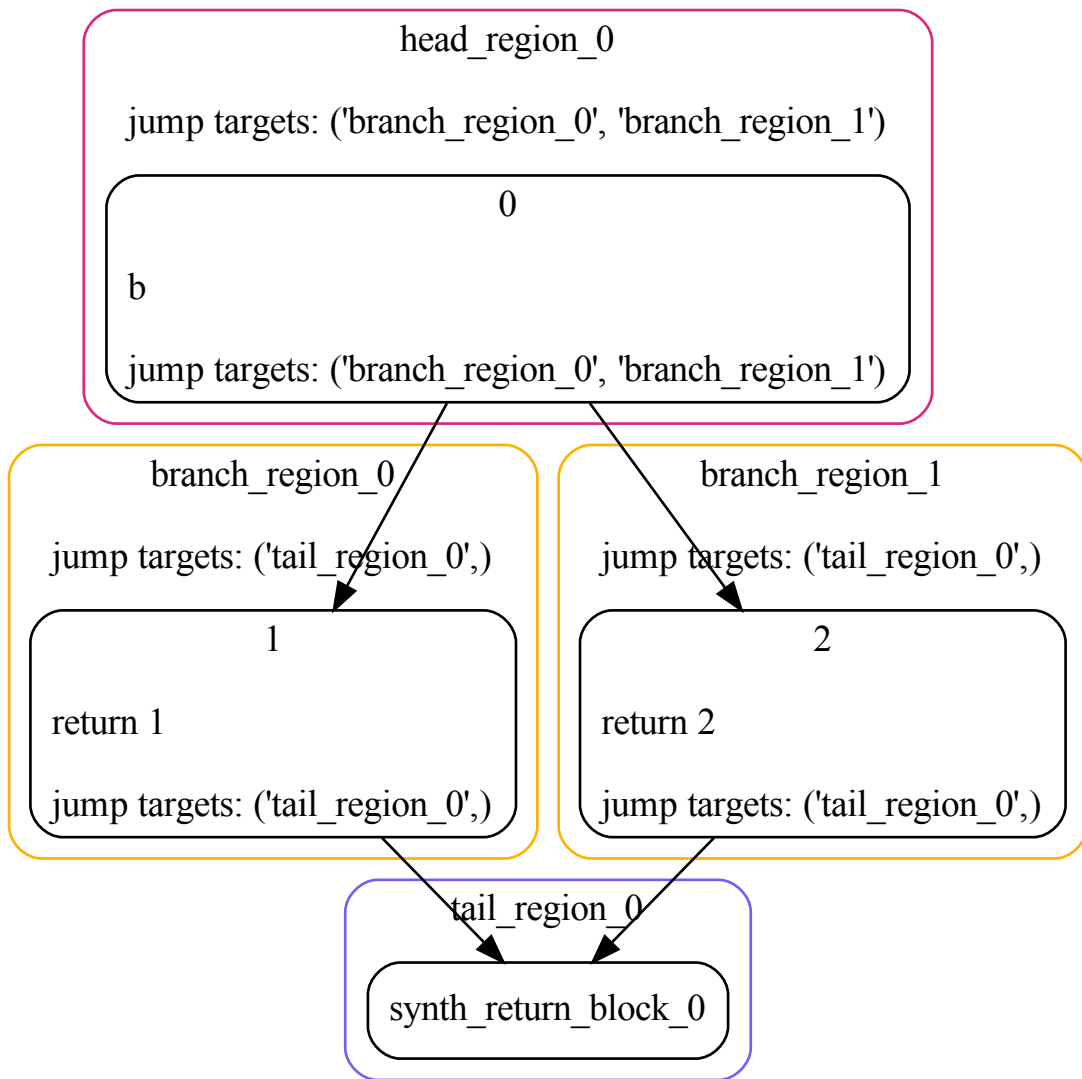 head_region_0
jump targets: ('branch_region_0', 'branch_region_1')
0
b
jump targets: ('branch_region_0', 'branch_region_1')
branch_region_0
jump targets: ('tail_region_0',)
1
return 1
jump targets: ('tail_region_0',)
branch_region_1
jump targets: ('tail_region_0',)
2
return 2
jump targets: ('tail_region_0',)
tail_region_0
synth_return_block_0